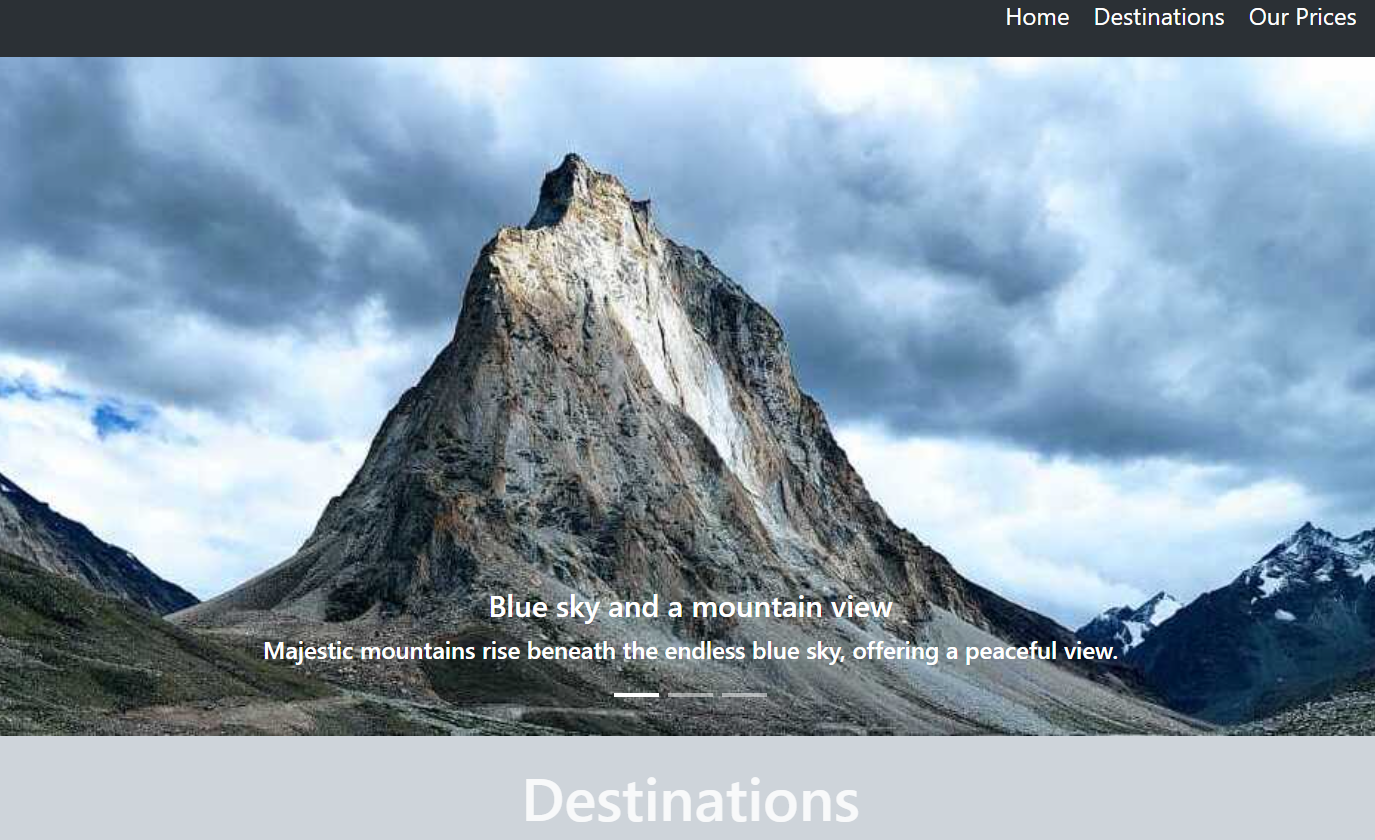 Home Destinations Our Prices
Blue sky and a mountain view
Majestic mountains rise beneath the endless blue sky, offering a peaceful view.
Destinations